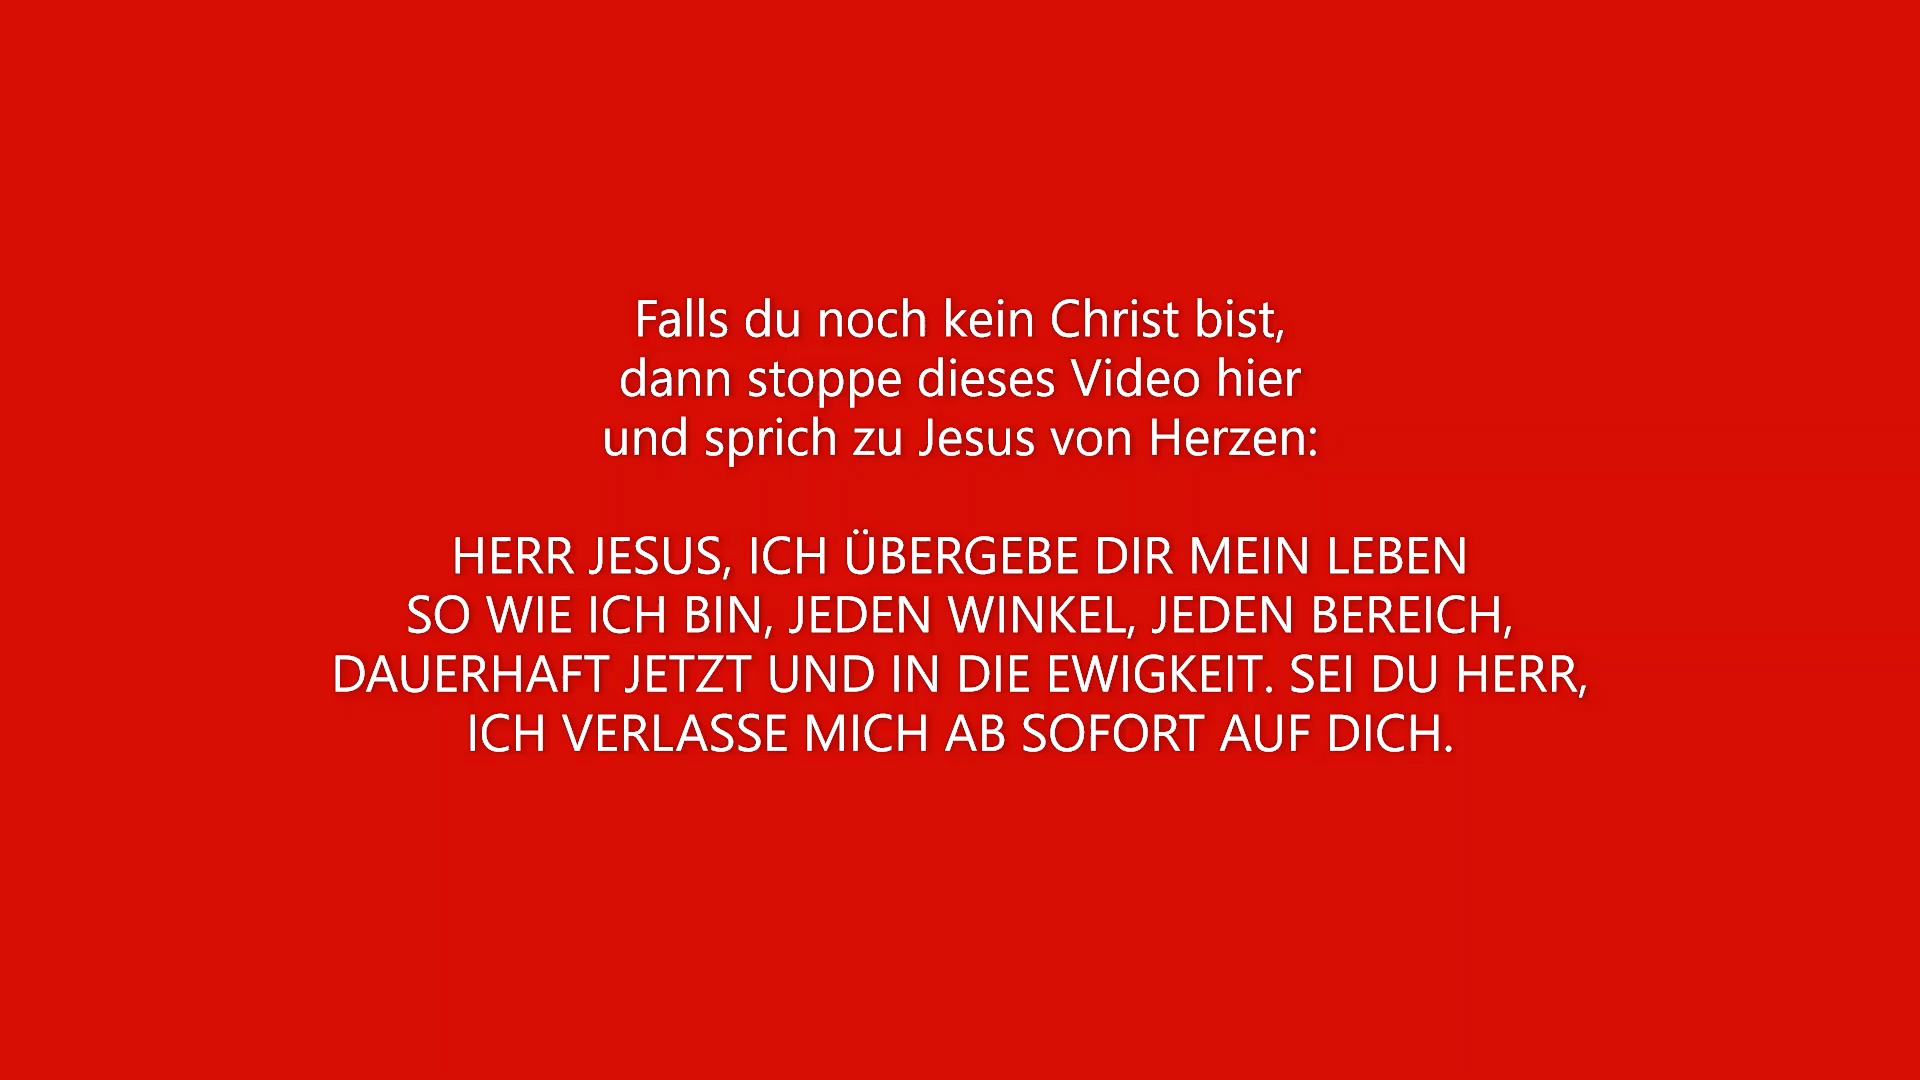 Falls du noch kein Christ bist,
dann stoppe dieses Video hier
und sprich zu Jesus von Herzen:
HERR JESUS, ICH ÜBERGEBE DIR MEIN LEBEN
SO WIE ICH BIN, JEDEN WINKEL, JEDEN BEREICH,
DAUERHAFT JETZT UND IN DIE EWIGKEIT. SEI DU HERR,
ICH VERLASSE MICH AB SOFORT AUF DICH.